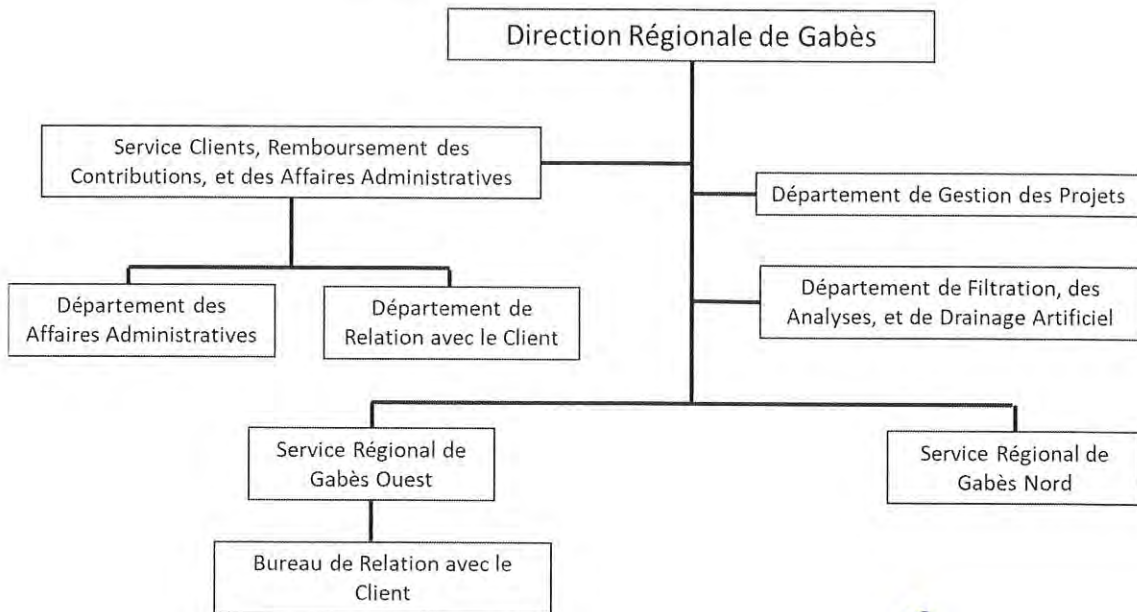 Direction Régionale de Gabès
Service Clients, Remboursement des
Contributions, et des Affaires Administratives
Département de Gestion des Projets
Département des
Affaires Administratives
Département de
Relation avec le Client
Département de Filtration, des
Analyses, et de Drainage Artificiel
Service Régional de
Gabès Ouest
Service Régional de
Gabès Nord
Bureau de Relation avec le
Client